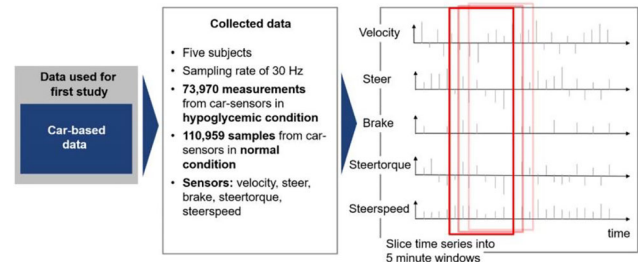 Data used for
first study
Car-based
data
Collected data
• Five subjects
• Sampling rate of 30 Hz
• 73,970 measurements
from car-sensors in
hypoglycemic condition
• 110,959 samples from car-
sensors in normal
condition
• Sensors: velocity, steer,
brake, steertorque,
steerspeed
Velocity
Steer
Brake
Steertorque
Steerspeed
time
Slice time series into
5 minute windows